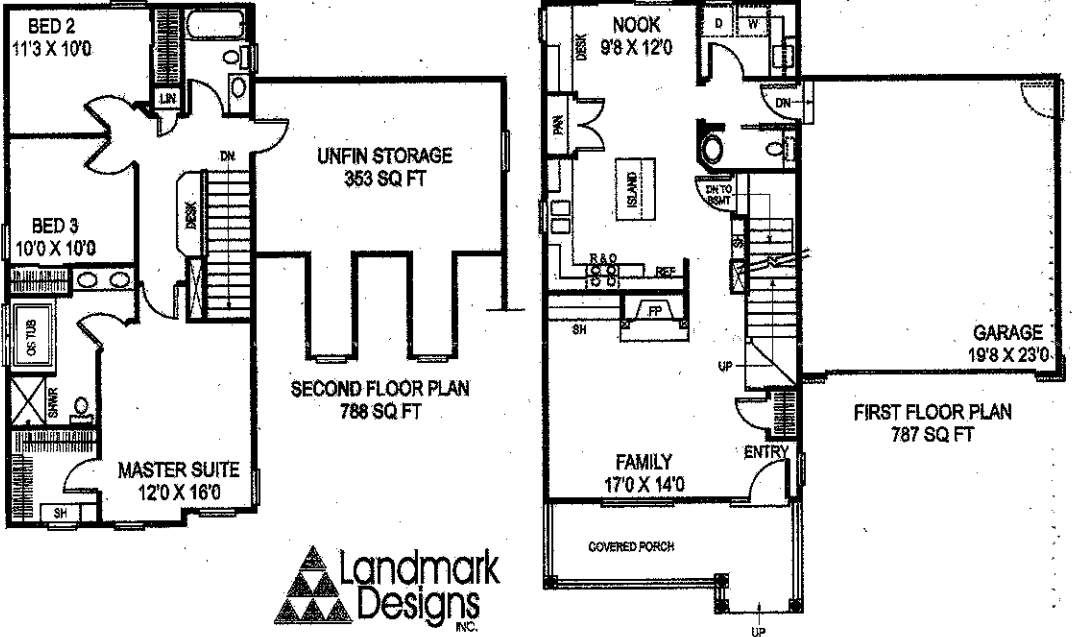 BED 2
11'3 X 10'0
LIN
DN
UNFIN STORAGE
353 SQ FT
DESK
BED 3
10'0 X 10'0
OS TUB
SHWR
MASTER SUITE
12'0 X 16'0
SH
SECOND FLOOR PLAN
788 SQ FT
Landmark
Designs
INC.
NOOK
9'8 X 12'0
DESK
D
W
PAN
DN
ISLAND
DN TO
BSMT
SH
R&O
REF
SH
FP
UP
GARAGE
19'8 X 23'0
FIRST FLOOR PLAN
787 SQ FT
ENTRY
FAMILY
17'0 X 14'0
COVERED PORCH
UP